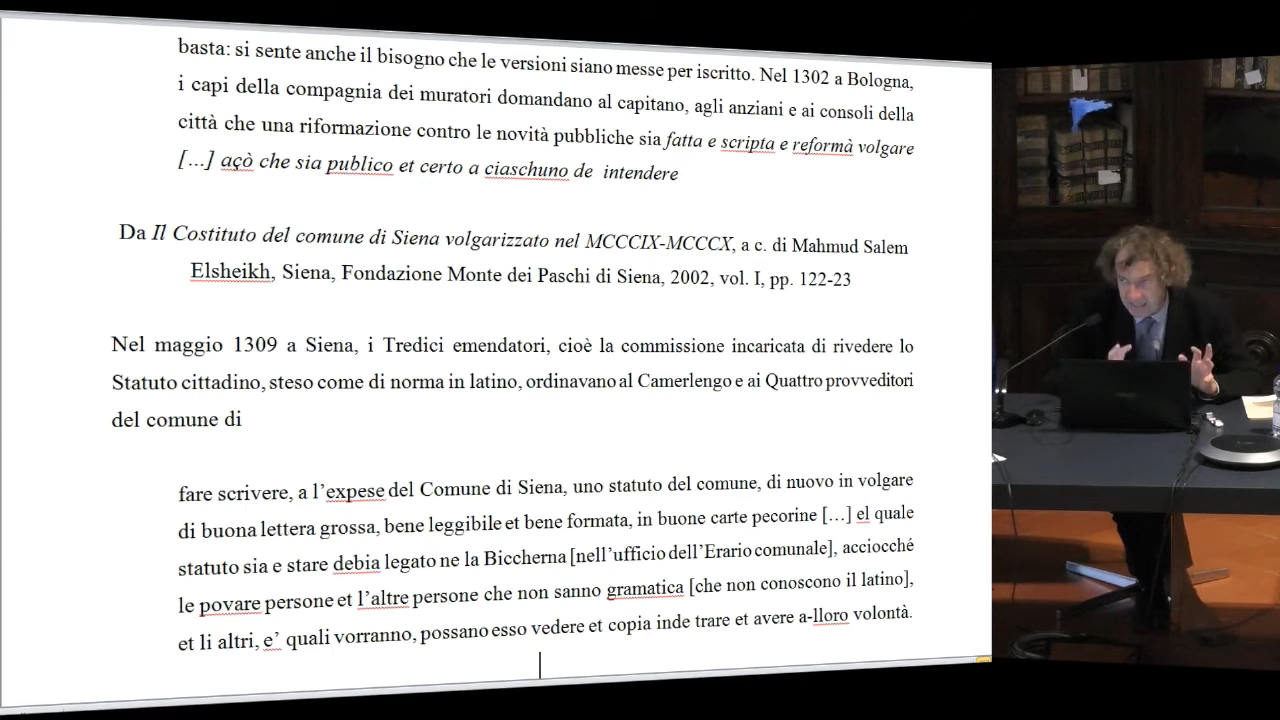 basta: si sente anche il bisogno che le versioni siano messe per iscritto. Nel 1302 a Bologna,
i capi della compagnia dei muratori domandano al capitano, agli anziani e ai consoli della
città che una riformazione contro le novità pubbliche sia fatta e scripta e reformà volgare
[…] açò che sia publico et certo a ciaschuno de intendere
Da Il Costituto del comune di Siena volgarizzato nel MCCCIX-MCCCX, a c. di Mahmud Salem
Elsheikh, Siena, Fondazione Monte dei Paschi di Siena, 2002, vol. I, pp. 122-23
Nel maggio 1309 a Siena, i Tredici emendatori, cioè la commissione incaricata di rivedere lo
Statuto cittadino, steso come di norma in latino, ordinavano al Camerlengo e ai Quattro provveditori
del comune di
fare scrivere, a l’expese del Comune di Siena, uno statuto del comune, di nuovo in volgare
di buona lettera grossa, bene leggibile et bene formata, in buone carte pecorine […] el quale
statuto sia e stare debia legato ne la Biccherna [nell’ufficio dell’Erario comunale], acciocché
le povare persone et l’altre persone che non sanno gramatica [che non conoscono il latino],
et li altri, e’ quali vorranno, possano esso vedere et copia inde trare et avere a-lloro volontà.